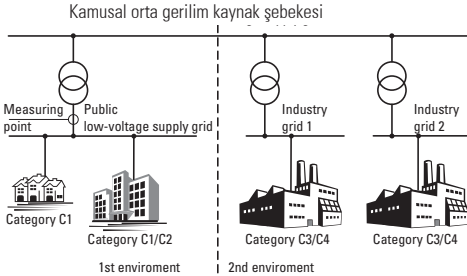 Kamusal orta gerilim kaynak şebekesi
Measuring
point
Public
low-voltage supply grid
Industry
grid 1
Industry
grid 2
Category C1
Category C1/C2
Category C3/C4
Category C3/C4
1st enviroment
2nd enviroment